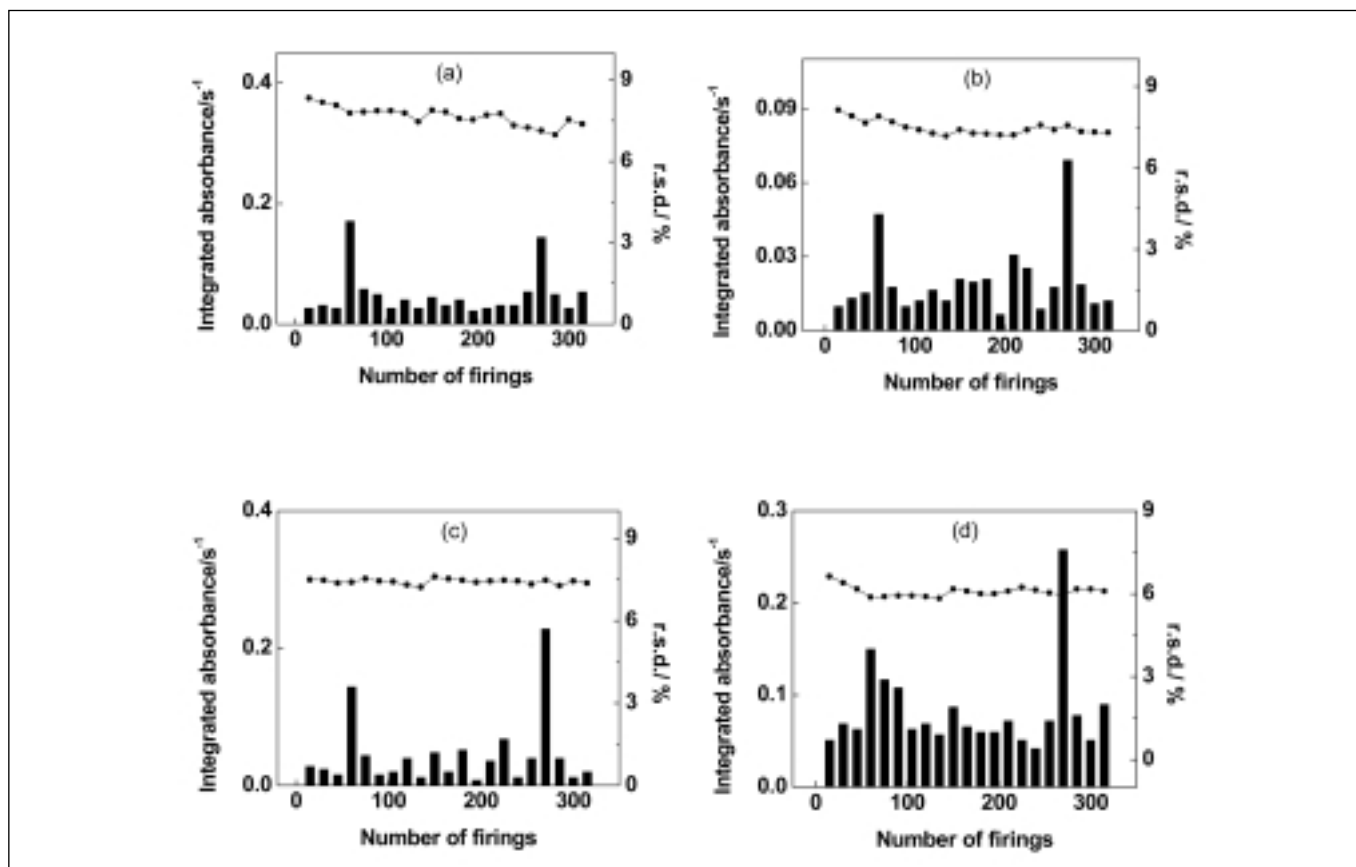 (a)
Integrated absorbance/s⁻¹
0.4
0.2
0.0
9
6
3
0
r.s.d./ %
0 100 200 300
Number of firings
(b)
Integrated absorbance/s⁻¹
0.09
0.06
0.03
0.00
9
6
3
0
r.s.d./ %
0 100 200 300
Number of firings
(c)
Integrated absorbance/s⁻¹
0.4
0.2
0.0
9
6
3
0
r.s.d./ %
0 100 200 300
Number of firings
(d)
Integrated absorbance/s⁻¹
0.3
0.2
0.1
0.0
9
6
3
0
r.s.d./ %
0 100 200 300
Number of firings